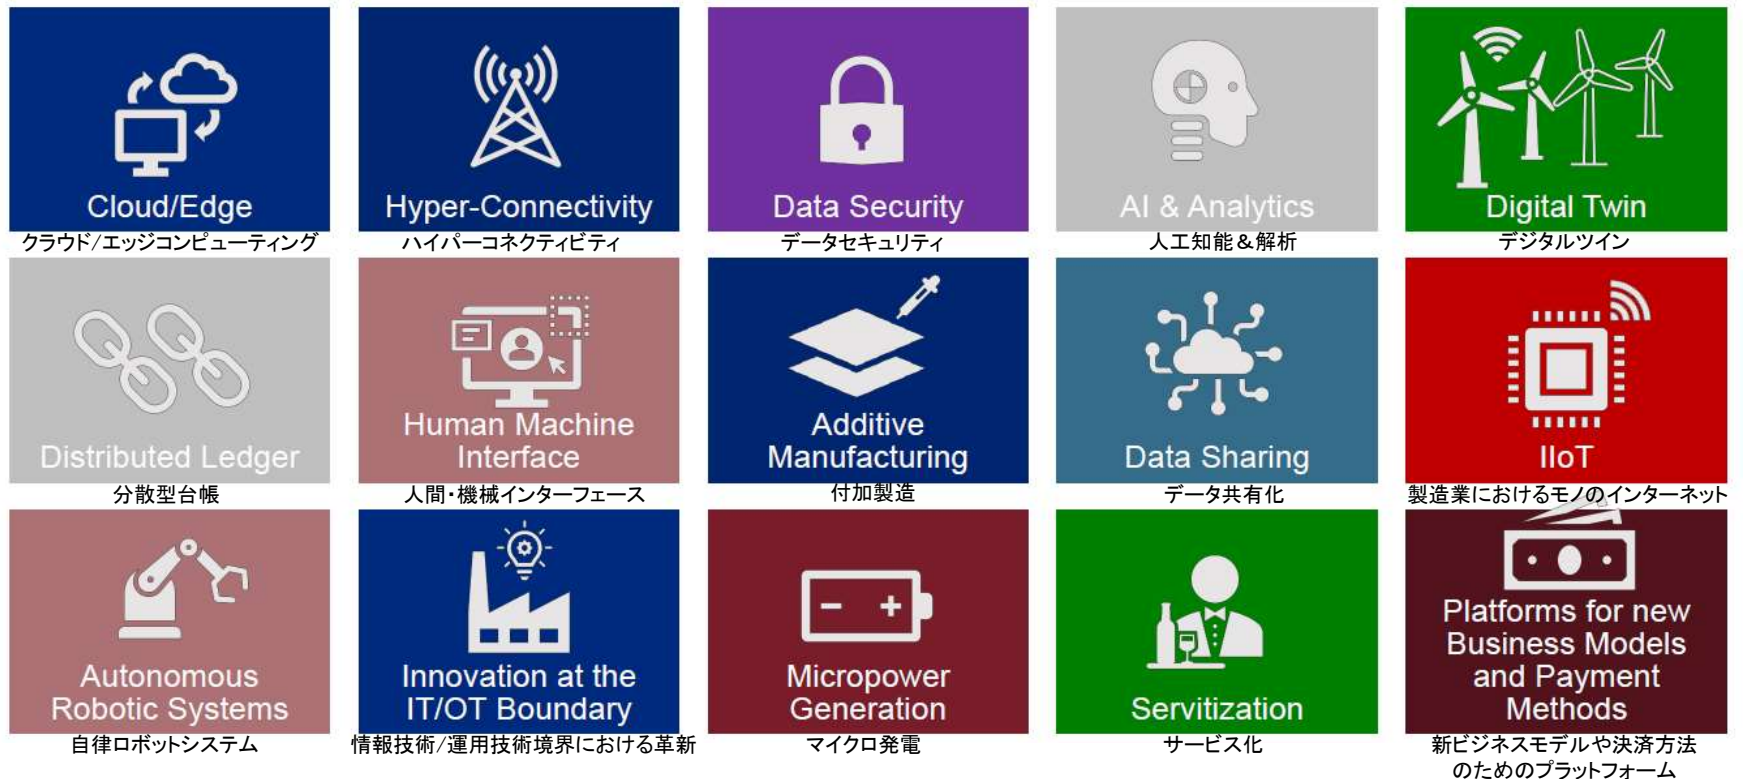 Cloud/Edge
クラウド/エッジコンピューティング
Hyper-Connectivity
ハイパーコネクティビティ
Data Security
データセキュリティ
AI & Analytics
人工知能＆解析
Digital Twin
デジタルツイン
Distributed Ledger
分散型台帳
Human Machine
Interface
人間・機械インターフェース
Additive
Manufacturing
付加製造
Data Sharing
データ共有化
IIoT
製造業におけるモノのインターネット
Autonomous
Robotic Systems
自律ロボットシステム
Innovation at the
IT/OT Boundary
情報技術/運用技術境界における革新
Micropower
Generation
マイクロ発電
Servitization
サービス化
Platforms for new
Business Models
and Payment
Methods
新ビジネスモデルや決済方法
のためのプラットフォーム